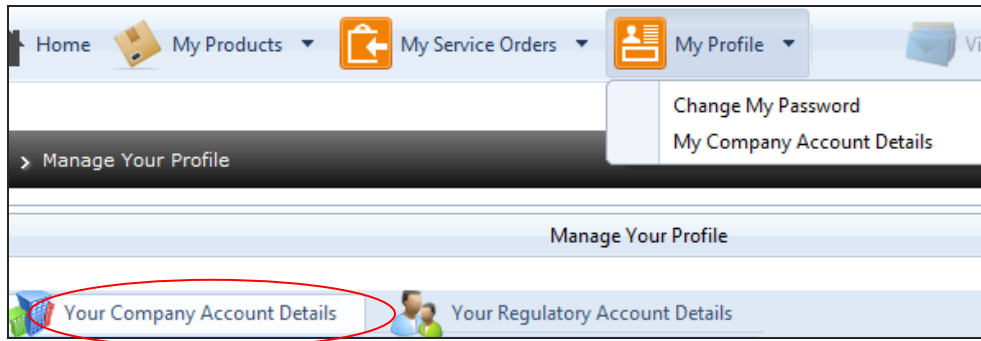 Home My Products My Service Orders My Profile
Change My Password
My Company Account Details
Manage Your Profile
Manage Your Profile
Your Company Account Details Your Regulatory Account Details